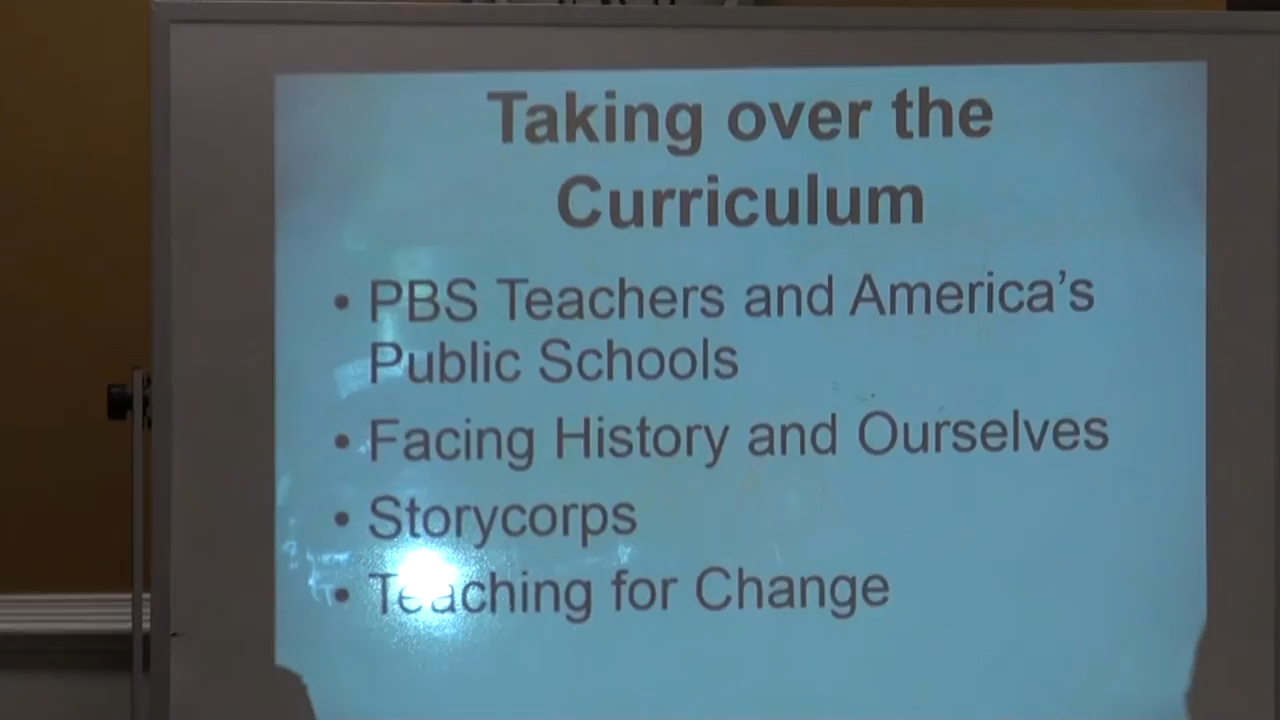 Taking over the
Curriculum
• PBS Teachers and America's
Public Schools
• Facing History and Ourselves
• Storycorps
• Teaching for Change